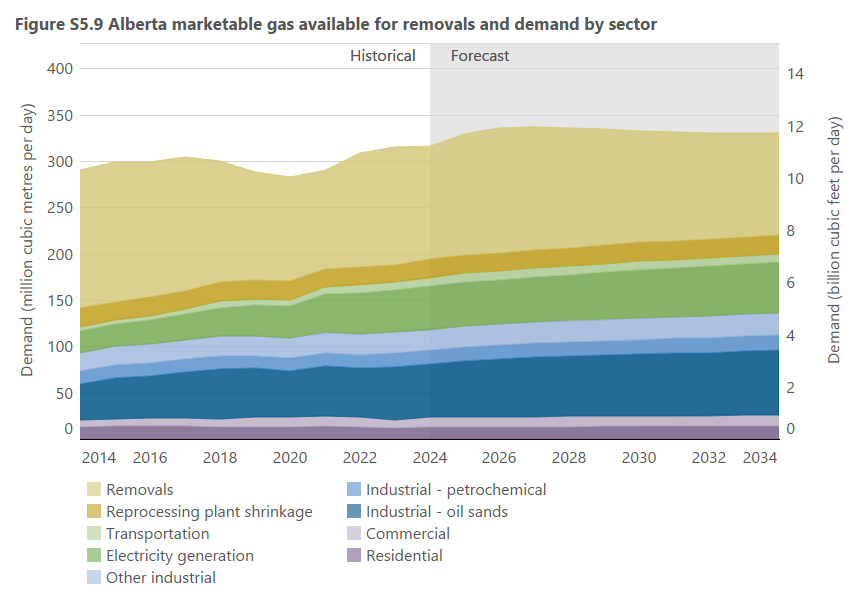 Figure S5.9 Alberta marketable gas available for removals and demand by sector
Historical
Forecast
Demand (million cubic metres per day)
400
350
300
250
200
150
100
50
0
14
12
10
8
6
4
2
0
Demand (billion cubic feet per day)
2014 2016 2018 2020 2022 2024 2026 2028 2030 2032 2034
Removals
Reprocessing plant shrinkage
Transportation
Electricity generation
Other industrial
Industrial - petrochemical
Industrial - oil sands
Commercial
Residential